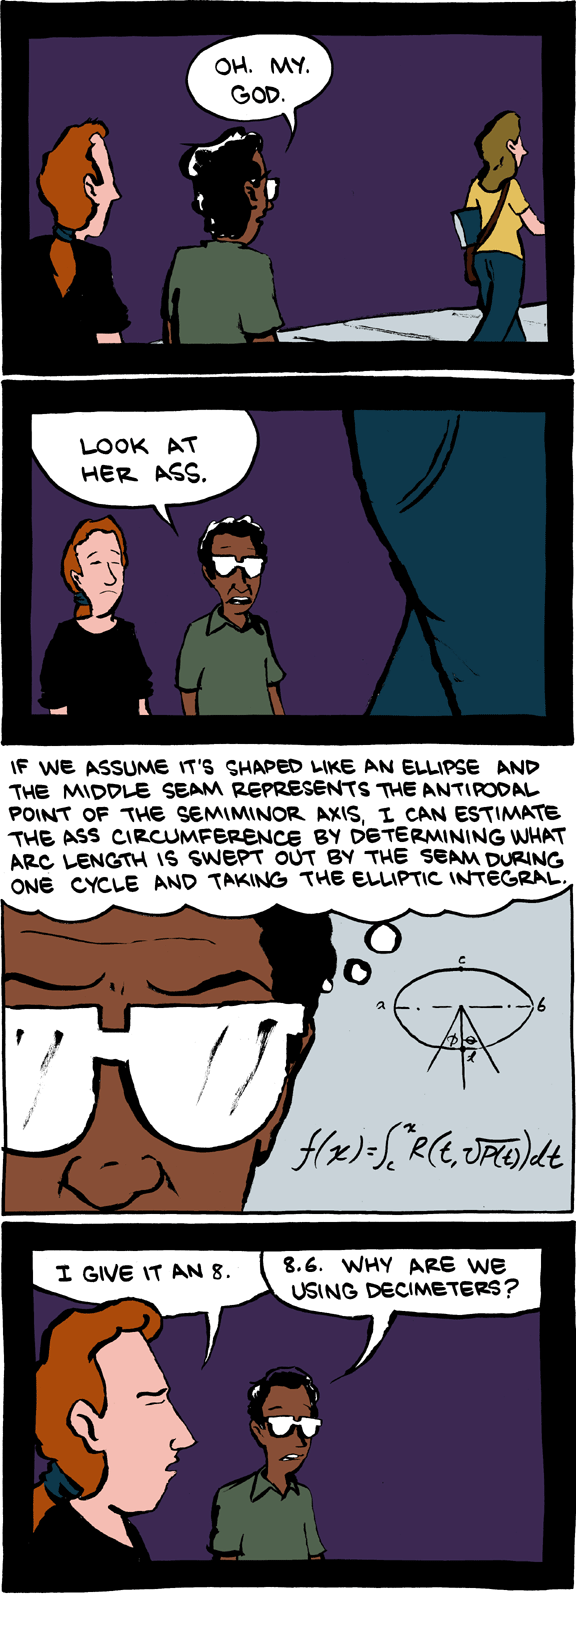 OH. MY.
GOD.
LOOK AT
HER ASS.
IF WE ASSUME IT'S SHAPED LIKE AN ELLIPSE AND
THE MIDDLE SEAM REPRESENTS THE ANTIPODAL
POINT OF THE SEMIMINOR AXIS, I CAN ESTIMATE
THE ASS CIRCUMFERENCE BY DETERMINING WHAT
ARC LENGTH IS SWEPT OUT BY THE SEAM DURING
ONE CYCLE AND TAKING THE ELLIPTIC INTEGRAL.
c
a
b
φ θ
f(x)=∫cˣR(t,√P(t))dt
I GIVE IT AN 8.
8.6. WHY ARE WE
USING DECIMETERS?